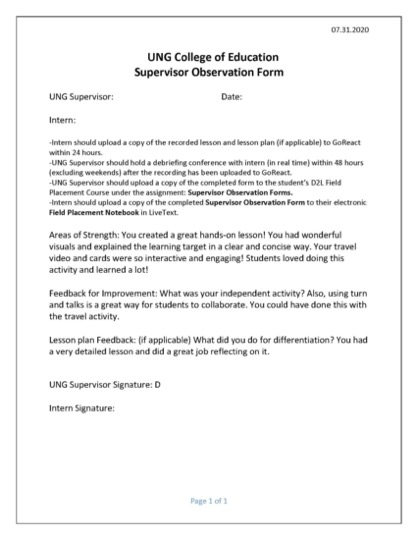 07.31.2020
UNG College of Education
Supervisor Observation Form
UNG Supervisor: Date:
Intern:
-Intern should upload a copy of the recorded lesson and lesson plan (if applicable) to GoReact
within 24 hours.
-UNG Supervisor should hold a debriefing conference with intern (in real time) within 48 hours
(excluding weekends) after the recording has been uploaded to GoReact.
-UNG Supervisor should upload a copy of the completed form to the student's D2L Field
Placement Course under the assignment: Supervisor Observation Forms.
-Intern should upload a copy of the completed Supervisor Observation Form to their electronic
Field Placement Notebook in LiveText.
Areas of Strength: You created a great hands-on lesson! You had wonderful
visuals and explained the learning target in a clear and concise way. Your travel
video and cards were so interactive and engaging! Students loved doing this
activity and learned a lot!
Feedback for Improvement: What was your independent activity? Also, using turn
and talks is a great way for students to collaborate. You could have done this with
the travel activity.
Lesson plan Feedback: (if applicable) What did you do for differentiation? You had
a very detailed lesson and did a great job reflecting on it.
UNG Supervisor Signature: D
Intern Signature:
Page 1 of 1